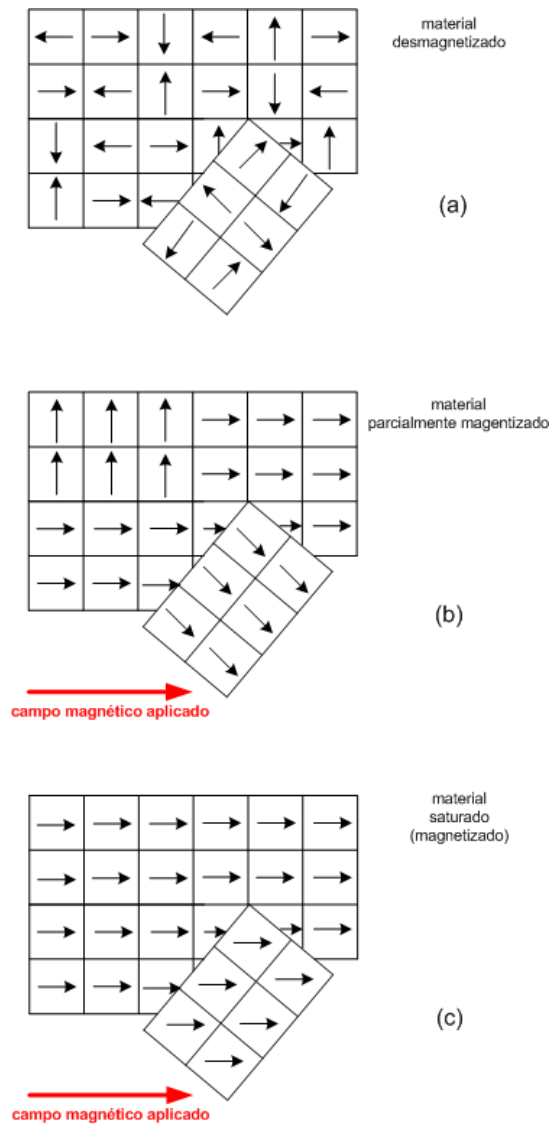 material
desmagnetizado
(a)
material
parcialmente magentizado
(b)
campo magnético aplicado
material
saturado
(magnetizado)
(c)
campo magnético aplicado